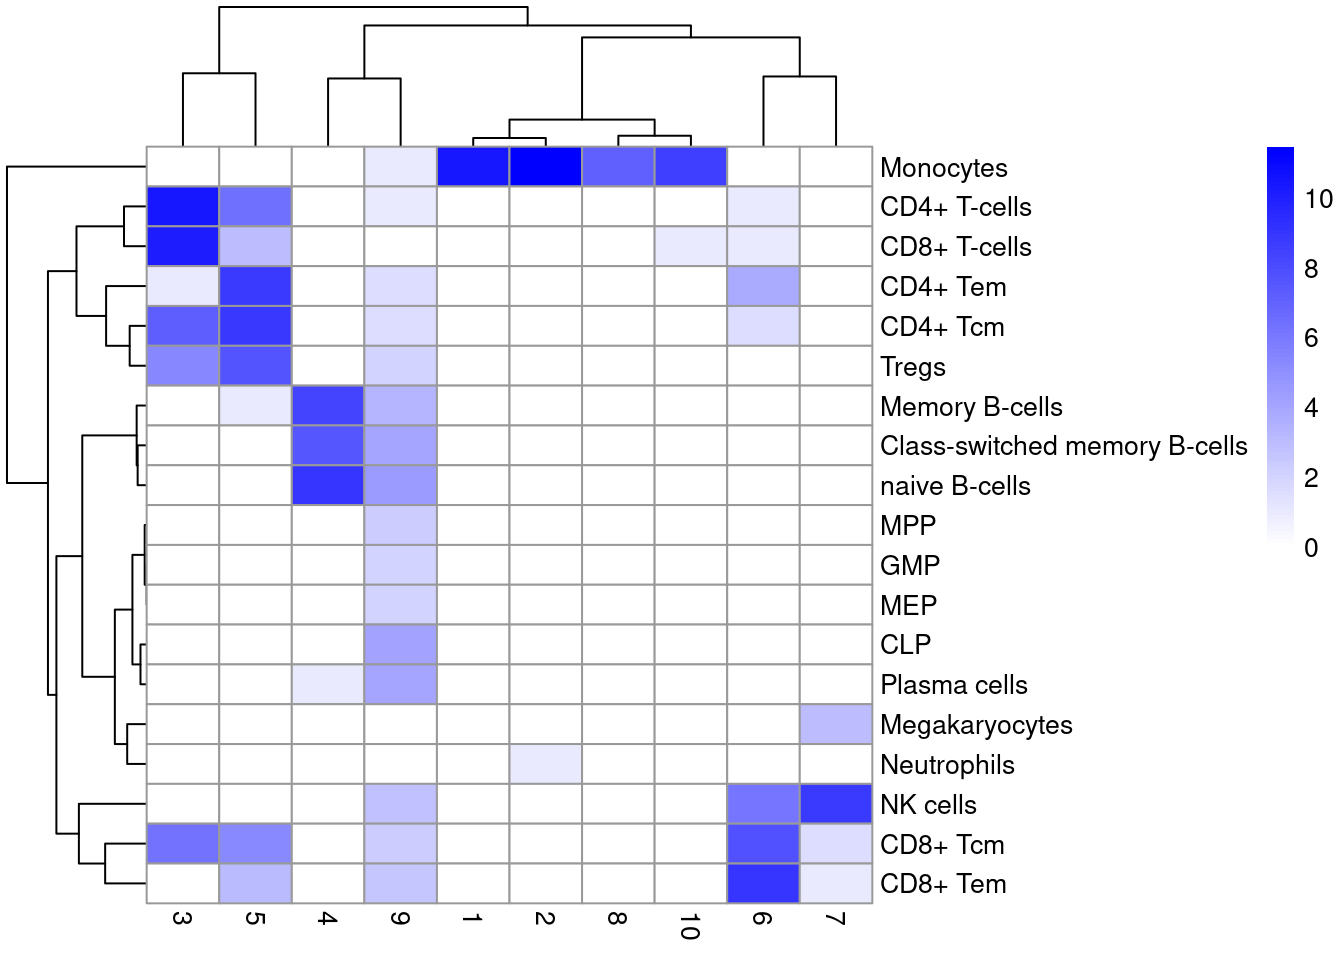 Monocytes
CD4+ T-cells
CD8+ T-cells
CD4+ Tem
CD4+ Tcm
Tregs
Memory B-cells
Class-switched memory B-cells
naive B-cells
MPP
GMP
MEP
CLP
Plasma cells
Megakaryocytes
Neutrophils
NK cells
CD8+ Tcm
CD8+ Tem
3 5 4 9 1 2 8 10 6 7
10
8
6
4
2
0